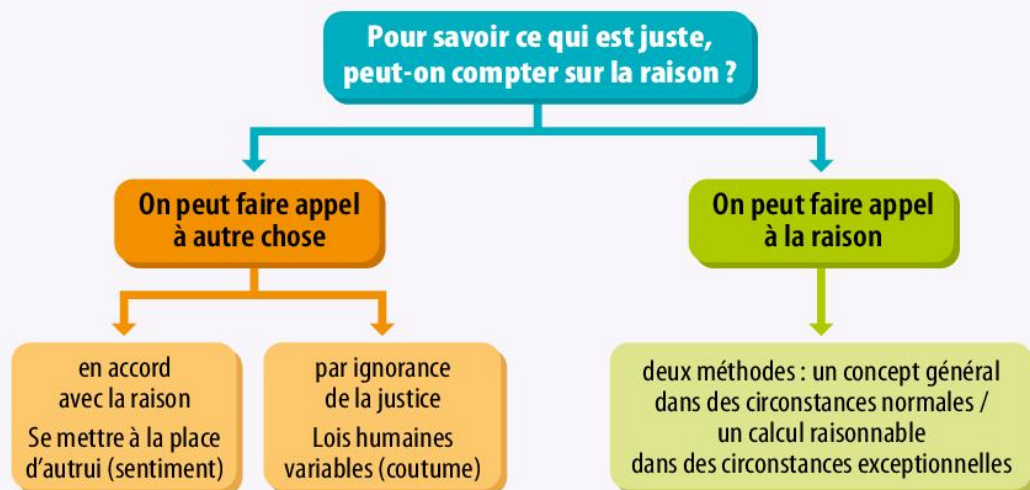 Pour savoir ce qui est juste,
peut-on compter sur la raison ?
On peut faire appel
à autre chose
On peut faire appel
à la raison
en accord
avec la raison
Se mettre à la place
d'autrui (sentiment)
par ignorance
de la justice
Lois humaines
variables (coutume)
deux méthodes : un concept général
dans des circonstances normales /
un calcul raisonnable
dans des circonstances exceptionnelles